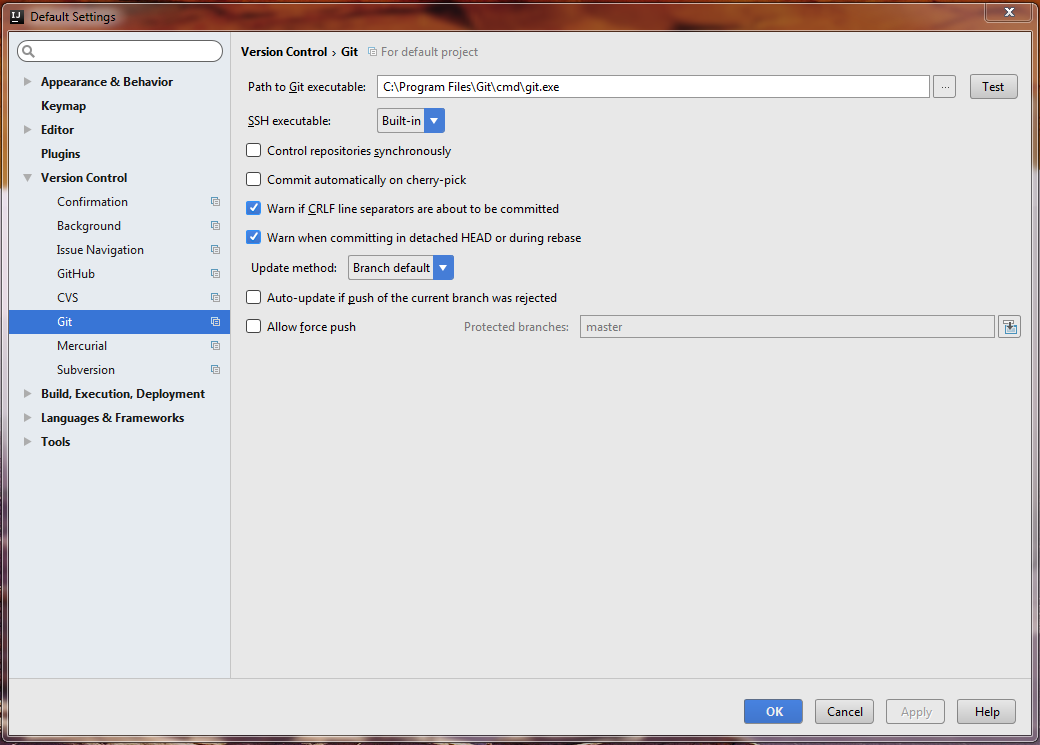 IJ
Default Settings
Appearance & Behavior
Keymap
Editor
Plugins
Version Control
Confirmation
Background
Issue Navigation
GitHub
CVS
Git
Mercurial
Subversion
Build, Execution, Deployment
Languages & Frameworks
Tools
Version Control › Git For default project
Path to Git executable: C:\Program Files\Git\cmd\git.exe ... Test
SSH executable: Built-in
Control repositories synchronously
Commit automatically on cherry-pick
Warn if CRLF line separators are about to be committed
Warn when committing in detached HEAD or during rebase
Update method: Branch default
Auto-update if push of the current branch was rejected
Allow force push Protected branches: master
OK Cancel Apply Help